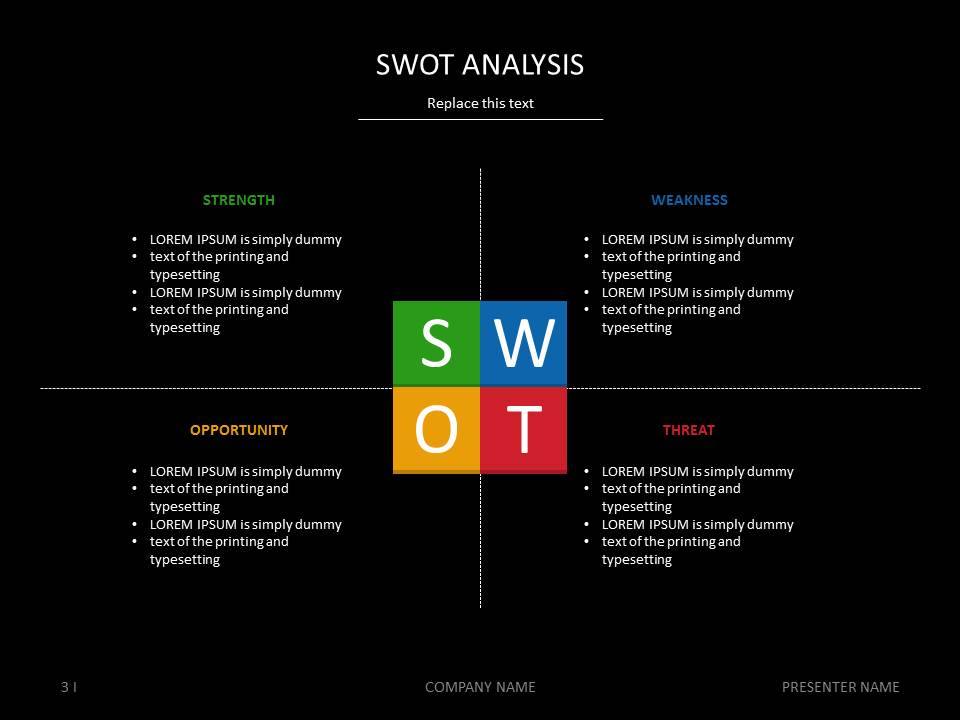 SWOT ANALYSIS
Replace this text
STRENGTH
• LOREM IPSUM is simply dummy
• text of the printing and
typesetting
• LOREM IPSUM is simply dummy
• text of the printing and
typesetting
WEAKNESS
• LOREM IPSUM is simply dummy
• text of the printing and
typesetting
• LOREM IPSUM is simply dummy
• text of the printing and
typesetting
S W
O T
OPPORTUNITY
• LOREM IPSUM is simply dummy
• text of the printing and
typesetting
• LOREM IPSUM is simply dummy
• text of the printing and
typesetting
THREAT
• LOREM IPSUM is simply dummy
• text of the printing and
typesetting
• LOREM IPSUM is simply dummy
• text of the printing and
typesetting
3 I
COMPANY NAME
PRESENTER NAME